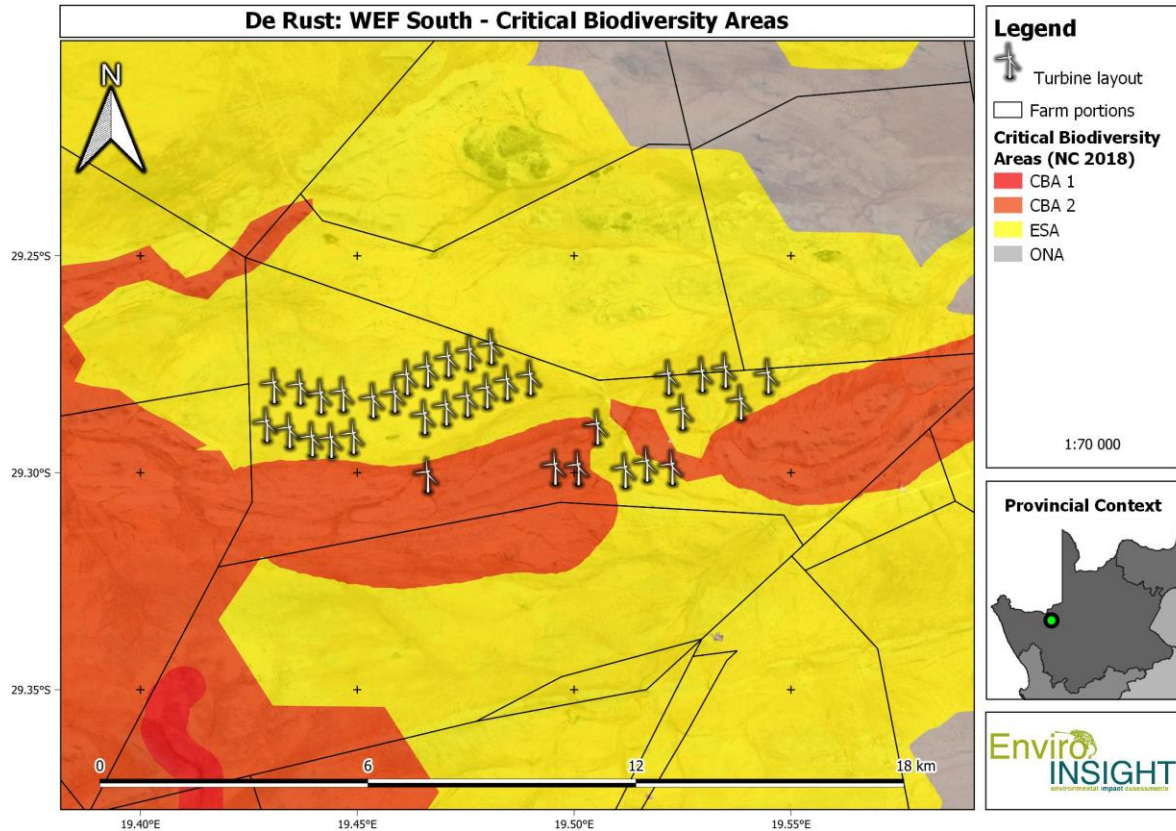 De Rust: WEF South - Critical Biodiversity Areas
N
29.25°S
29.30°S
29.35°S
0
6
12
18 km
19.40°E
19.45°E
19.50°E
19.55°E
Legend
Turbine layout
Farm portions
Critical Biodiversity
Areas (NC 2018)
CBA 1
CBA 2
ESA
ONA
1:70 000
Provincial Context
Enviro
INSIGHT
environmental impact assessments